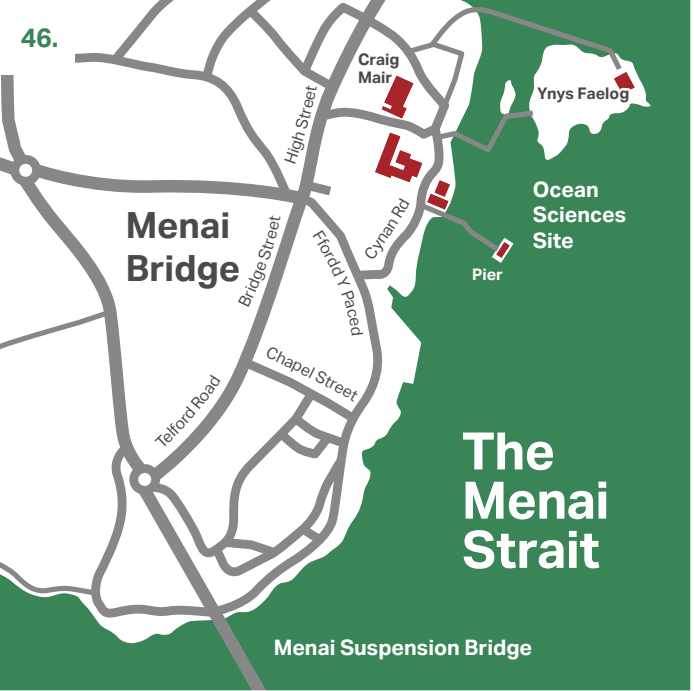 46.
Craig
Mair
Ynys Faelog
High Street
Ocean
Sciences
Site
Menai
Bridge
Cynan Rd
Bridge Street
Ffordd Y Paced
Pier
Chapel Street
Telford Road
The
Menai
Strait
Menai Suspension Bridge